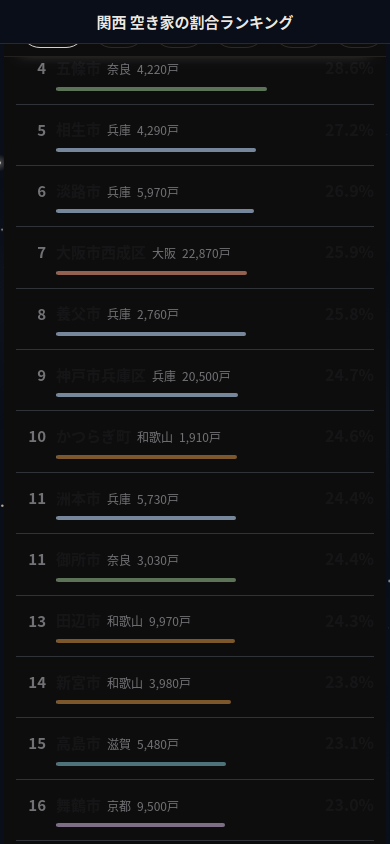 関西 空き家の割合ランキング
4 五條市 奈良 4,220戸 28.6%
5 相生市 兵庫 4,290戸 27.2%
6 淡路市 兵庫 5,970戸 26.9%
7 大阪市西成区 大阪 22,870戸 25.9%
8 養父市 兵庫 2,760戸 25.8%
9 神戸市兵庫区 兵庫 20,500戸 24.7%
10 かつらぎ町 和歌山 1,910戸 24.6%
11 洲本市 兵庫 5,730戸 24.4%
11 御所市 奈良 3,030戸 24.4%
13 田辺市 和歌山 9,970戸 24.3%
14 新宮市 和歌山 3,980戸 23.8%
15 高島市 滋賀 5,480戸 23.1%
16 舞鶴市 京都 9,500戸 23.0%